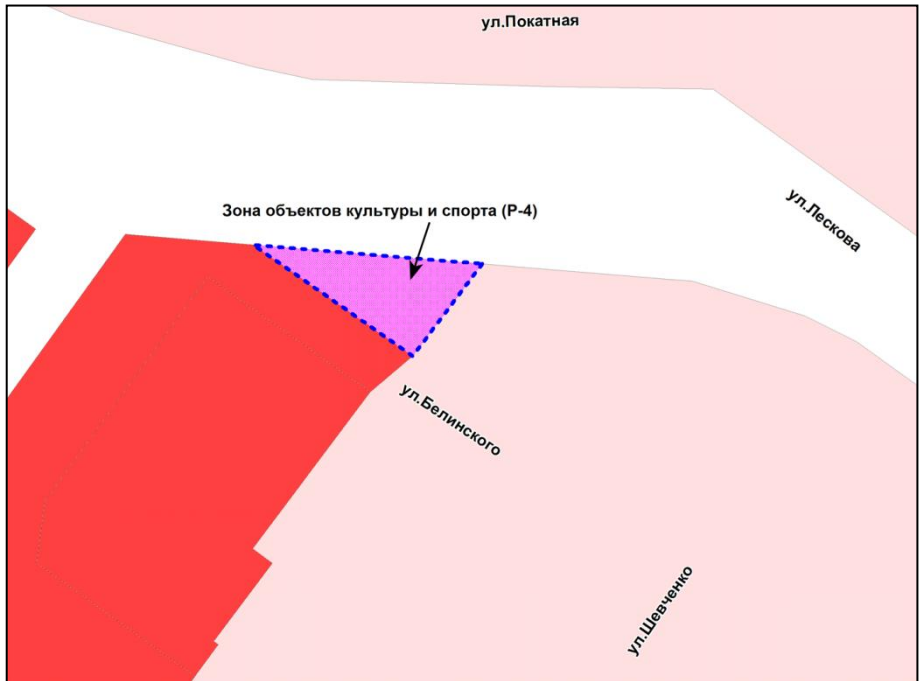 ул.Покатная
ул.Лескова
Зона объектов культуры и спорта (Р-4)
ул.Белинского
ул.Шевченко